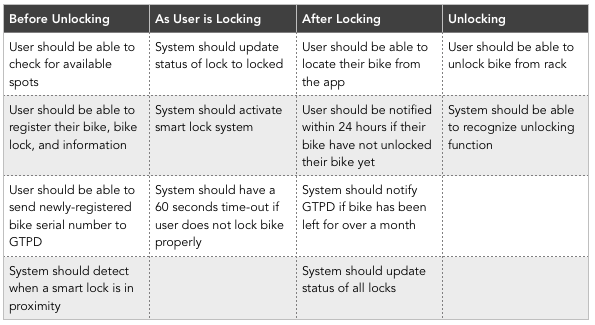 Before Unlocking
As User is Locking
After Locking
Unlocking
User should be able to
check for available
spots
System should update
status of lock to locked
User should be able to
locate their bike from
the app
User should be able to
unlock bike from rack
User should be able to
register their bike, bike
lock, and information
System should activate
smart lock system
User should be notified
within 24 hours if their
bike have not unlocked
their bike yet
System should be able
to recognize unlocking
function
User should be able to
send newly-registered
bike serial number to
GTPD
System should have a
60 seconds time-out if
user does not lock bike
properly
System should notify
GTPD if bike has been
left for over a month
System should detect
when a smart lock is in
proximity
System should update
status of all locks